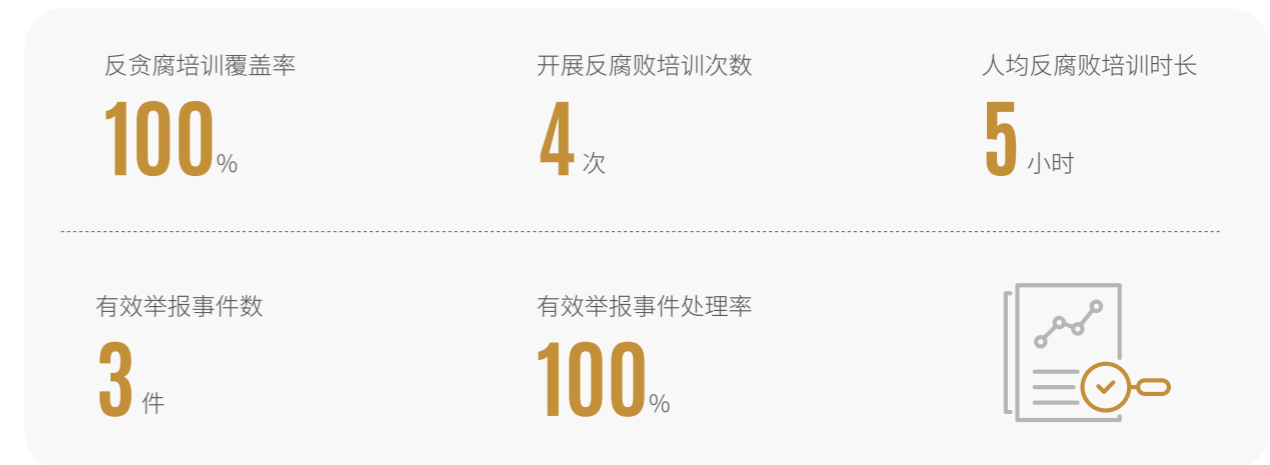 反贪腐培训覆盖率
100%
开展反腐败培训次数
4 次
人均反腐败培训时长
5 小时
有效举报事件数
3 件
有效举报事件处理率
100%